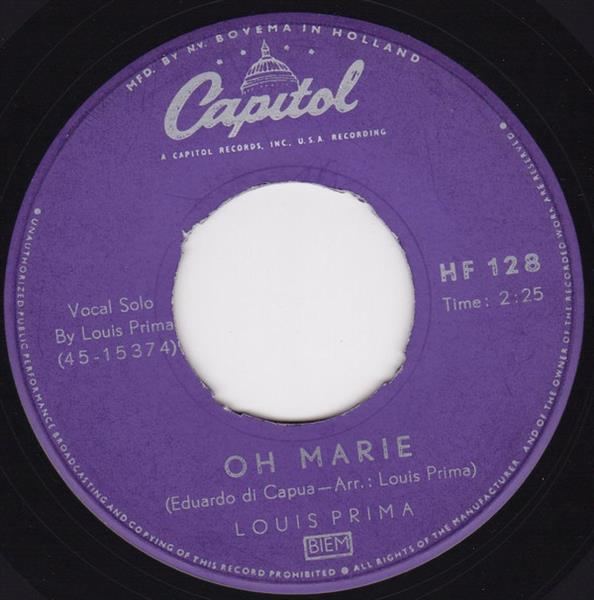 MFD. BY NV. BOVEMA IN HOLLAND
Capitol
A CAPITOL RECORDS, INC., U.S.A. RECORDING
HF 128
Time: 2:25
Vocal Solo
By Louis Prima
(45-15374)
OH MARIE
(Eduardo di Capua—Arr.: Louis Prima)
LOUIS PRIMA
BIEM
• UNAUTHORIZED PUBLIC PERFORMANCE BROADCASTING AND COPYING OF THIS RECORD PROHIBITED • ALL RIGHTS OF THE MANUFACTURER AND OF THE OWNER OF THE RECORDED WORK ARE RESERVED •